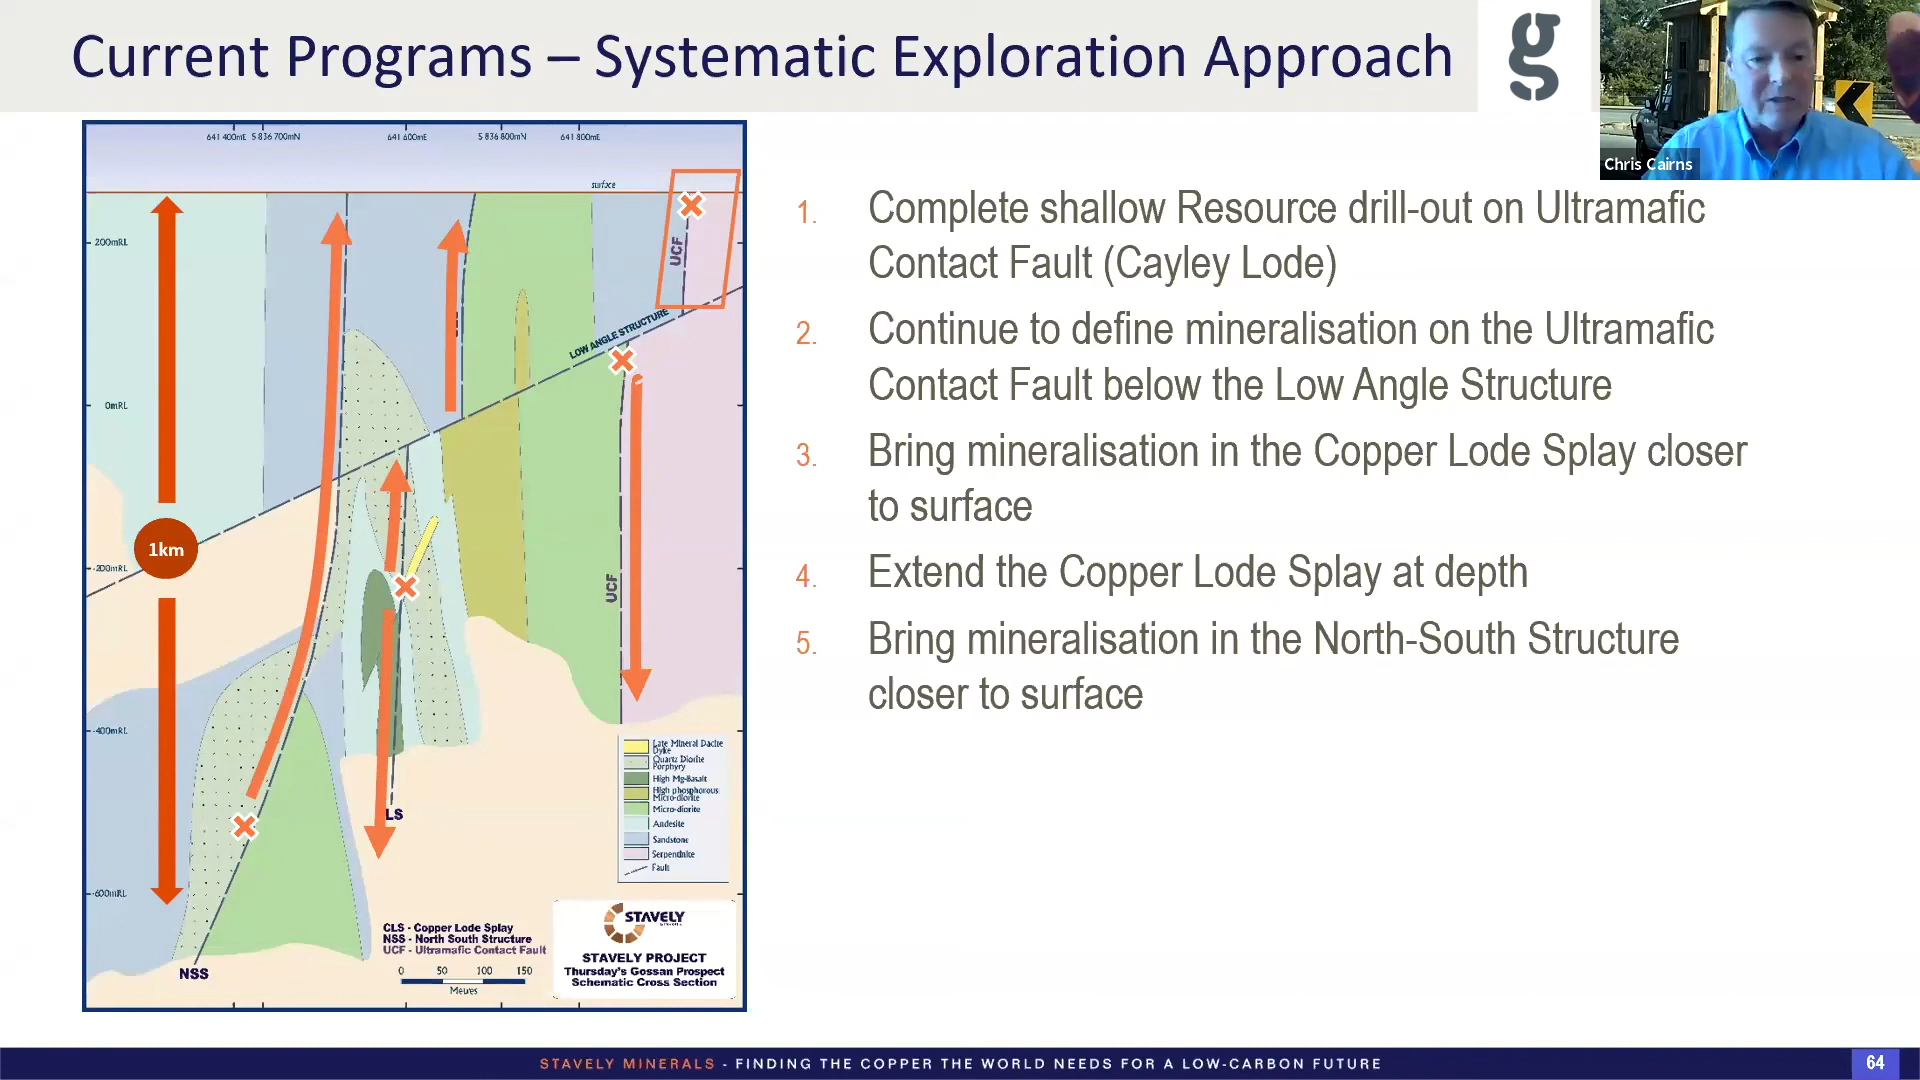 Current Programs – Systematic Exploration Approach
g
Chris Cairns
641 400mE 5 836 700mN 641 600mE 5 836 800mN 641 800mE
surface
200mRL
UCF
LOW ANGLE STRUCTURE
0mRL
1km
-200mRL
UCF
-400mRL
LS
-600mRL
NSS
Late Mineral Dacite
Dyke
Quartz Diorite
Porphyry
High Mg-Basalt
High phosphorous
Micro-diorite
Micro-diorite
Andesite
Sandstone
Serpentinite
Fault
CLS - Copper Lode Splay
NSS - North South Structure
UCF - Ultramafic Contact Fault
0 50 100 150
Metres
STAVELY
STAVELY PROJECT
Thursday's Gossan Prospect
Schematic Cross Section
1. Complete shallow Resource drill-out on Ultramafic
Contact Fault (Cayley Lode)
2. Continue to define mineralisation on the Ultramafic
Contact Fault below the Low Angle Structure
3. Bring mineralisation in the Copper Lode Splay closer
to surface
4. Extend the Copper Lode Splay at depth
5. Bring mineralisation in the North-South Structure
closer to surface
STAVELY MINERALS - FINDING THE COPPER THE WORLD NEEDS FOR A LOW-CARBON FUTURE
64